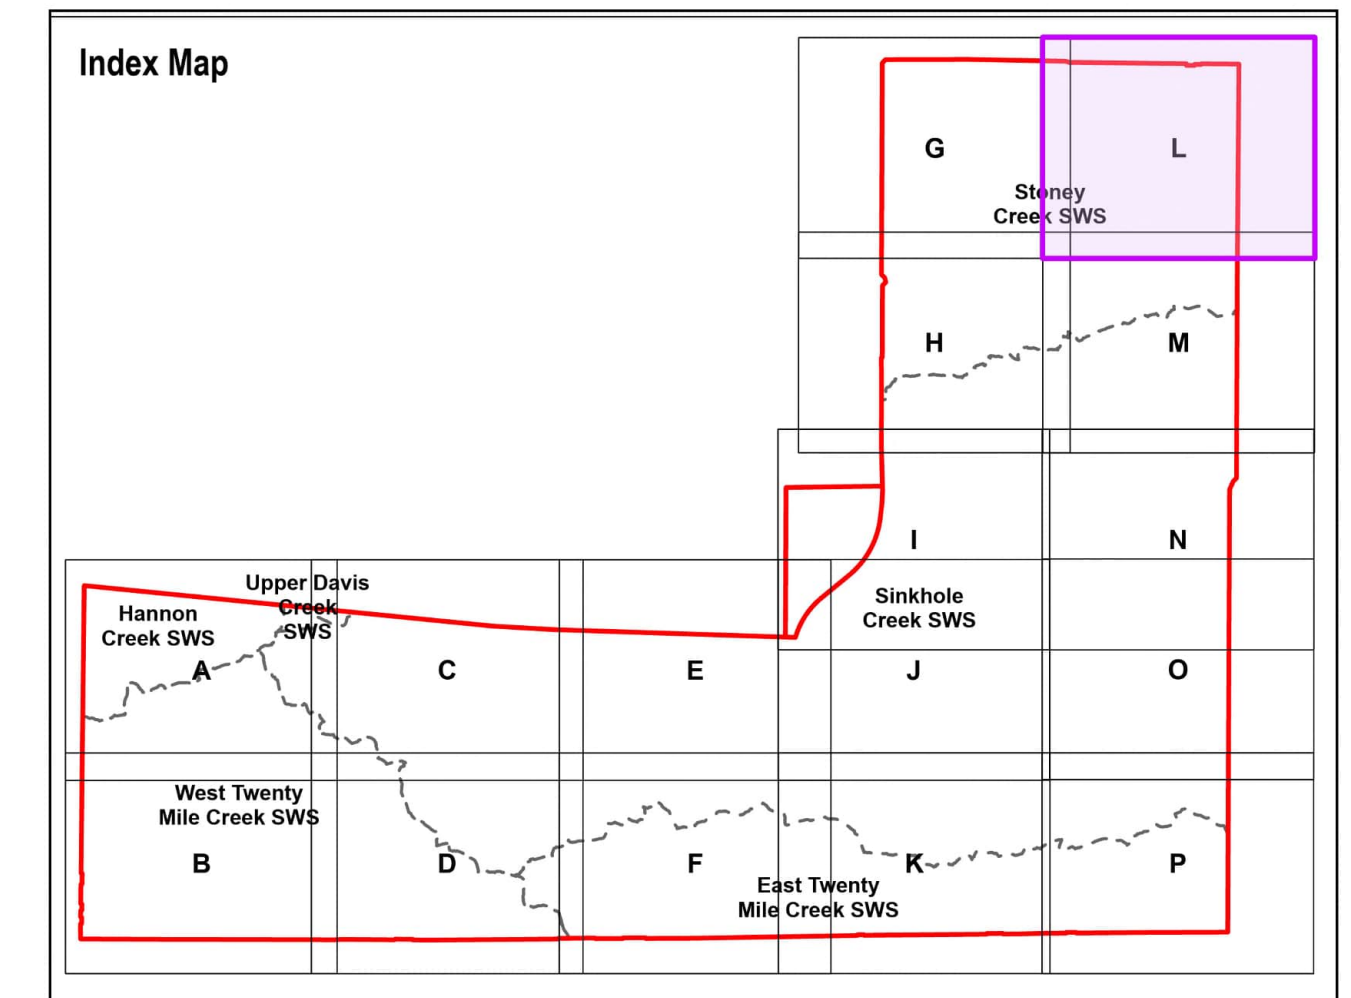 Index Map
G
L
Stoney
Creek SWS
H
M
I
N
Upper Davis
Creek
SWS
Hannon
Creek SWS
Sinkhole
Creek SWS
A
C
E
J
O
West Twenty
Mile Creek SWS
B
D
F
K
P
East Twenty
Mile Creek SWS